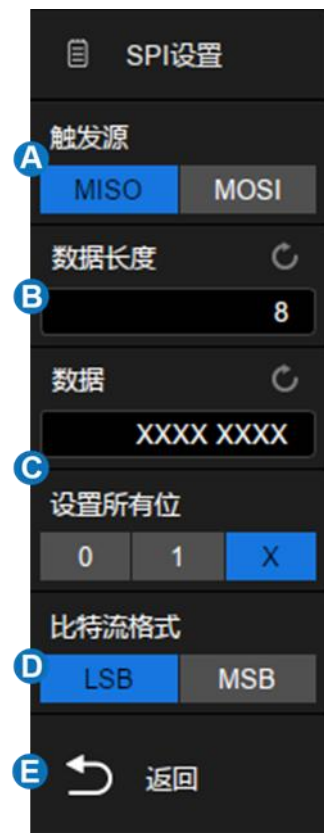 SPI设置
触发源
A
MISO MOSI
数据长度
B
8
数据
XXXX XXXX
C
设置所有位
0 1 X
比特流格式
D
LSB MSB
E 返回